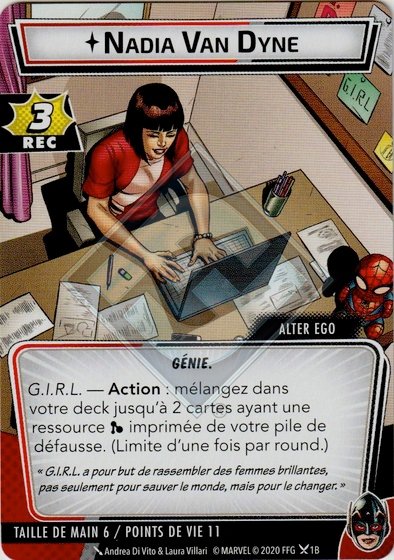 NADIA VAN DYNE
G.I.R.L
3
REC
ALTER EGO
GÉNIE.
G.I.R.L. — Action : mélangez dans
votre deck jusqu'à 2 cartes ayant une
ressource imprimée de votre pile de
défausse. (Limite d'une fois par round.)
« G.I.R.L. a pour but de rassembler des femmes brillantes,
pas seulement pour sauver le monde, mais pour le changer. »
TAILLE DE MAIN 6 / POINTS DE VIE 11
Andrea Di Vito & Laura Villari © MARVEL © 2020 FFG 1B